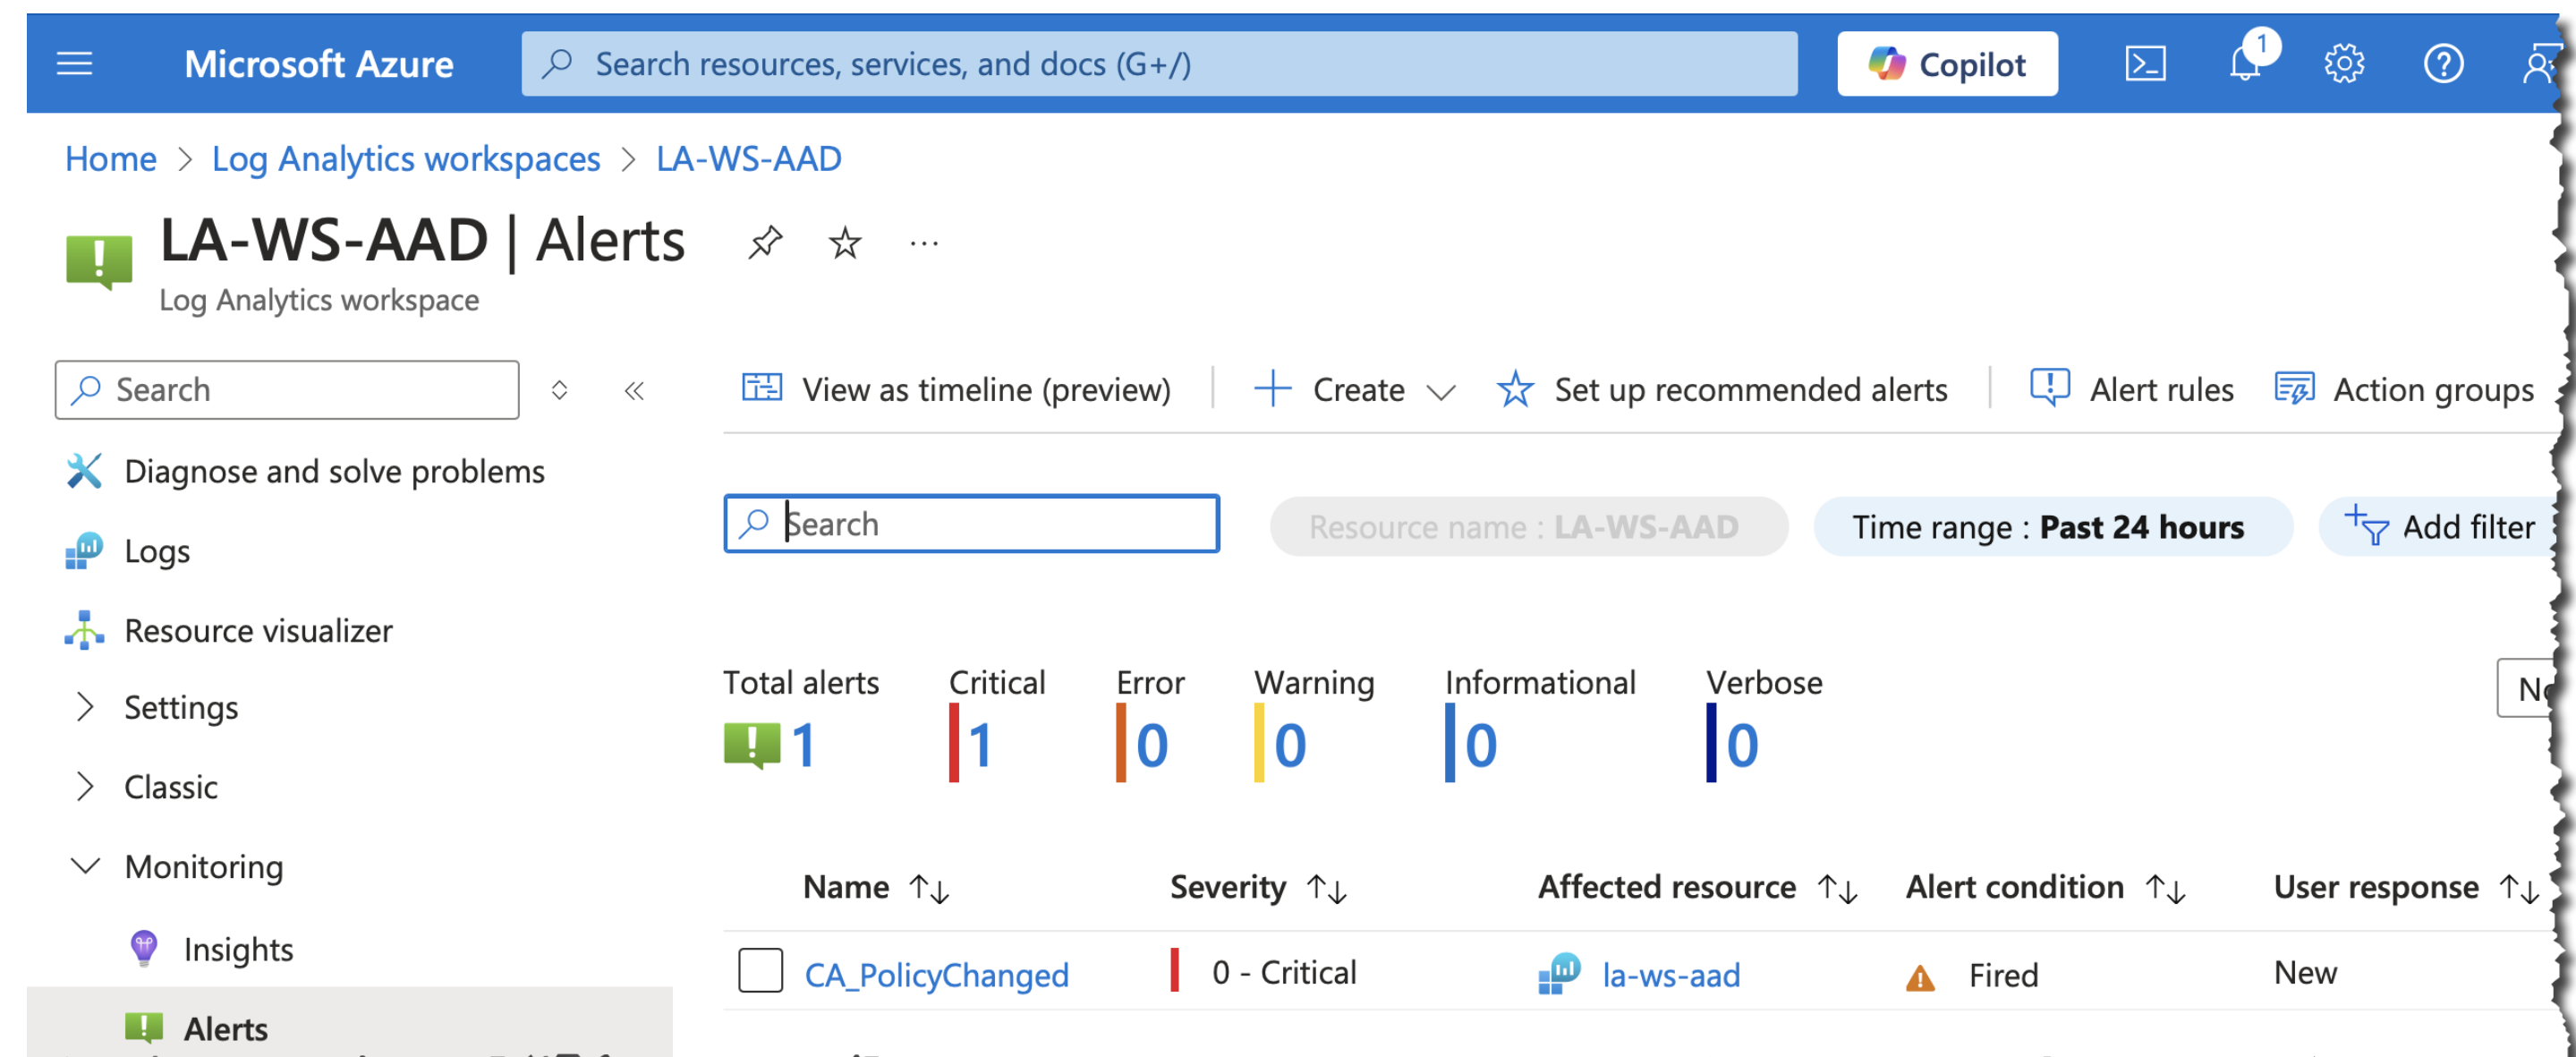 Microsoft Azure
Search resources, services, and docs (G+/)
Copilot
1
Home > Log Analytics workspaces > LA-WS-AAD
LA-WS-AAD | Alerts
Log Analytics workspace
Search
Diagnose and solve problems
Logs
Resource visualizer
Settings
Classic
Monitoring
Insights
Alerts
View as timeline (preview)
Create
Set up recommended alerts
Alert rules
Action groups
Search
Resource name : LA-WS-AAD
Time range : Past 24 hours
Add filter
Total alerts
1
Critical
1
Error
0
Warning
0
Informational
0
Verbose
0
Name
Severity
Affected resource
Alert condition
User response
CA_PolicyChanged
0 - Critical
la-ws-aad
Fired
New